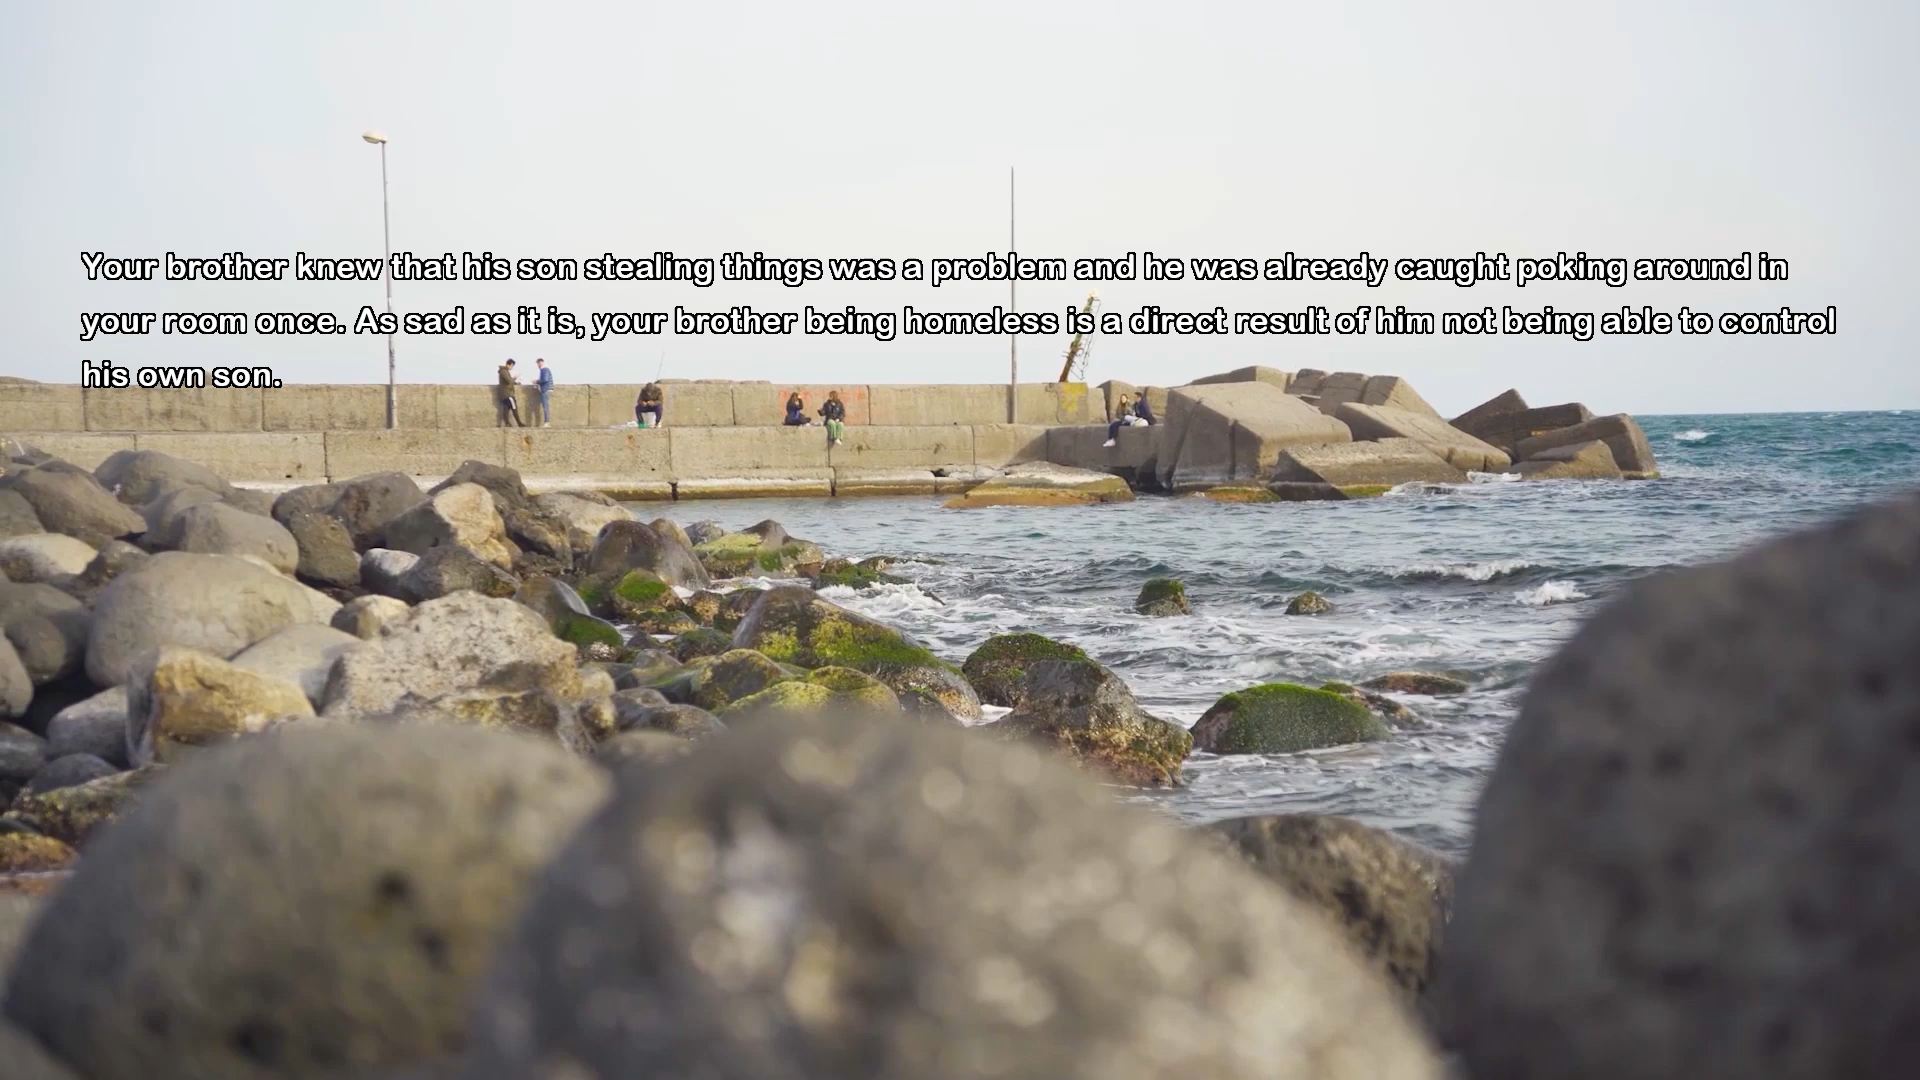 Your brother knew that his son stealing things was a problem and he was already caught poking around in
your room once. As sad as it is, your brother being homeless is a direct result of him not being able to control
his own son.